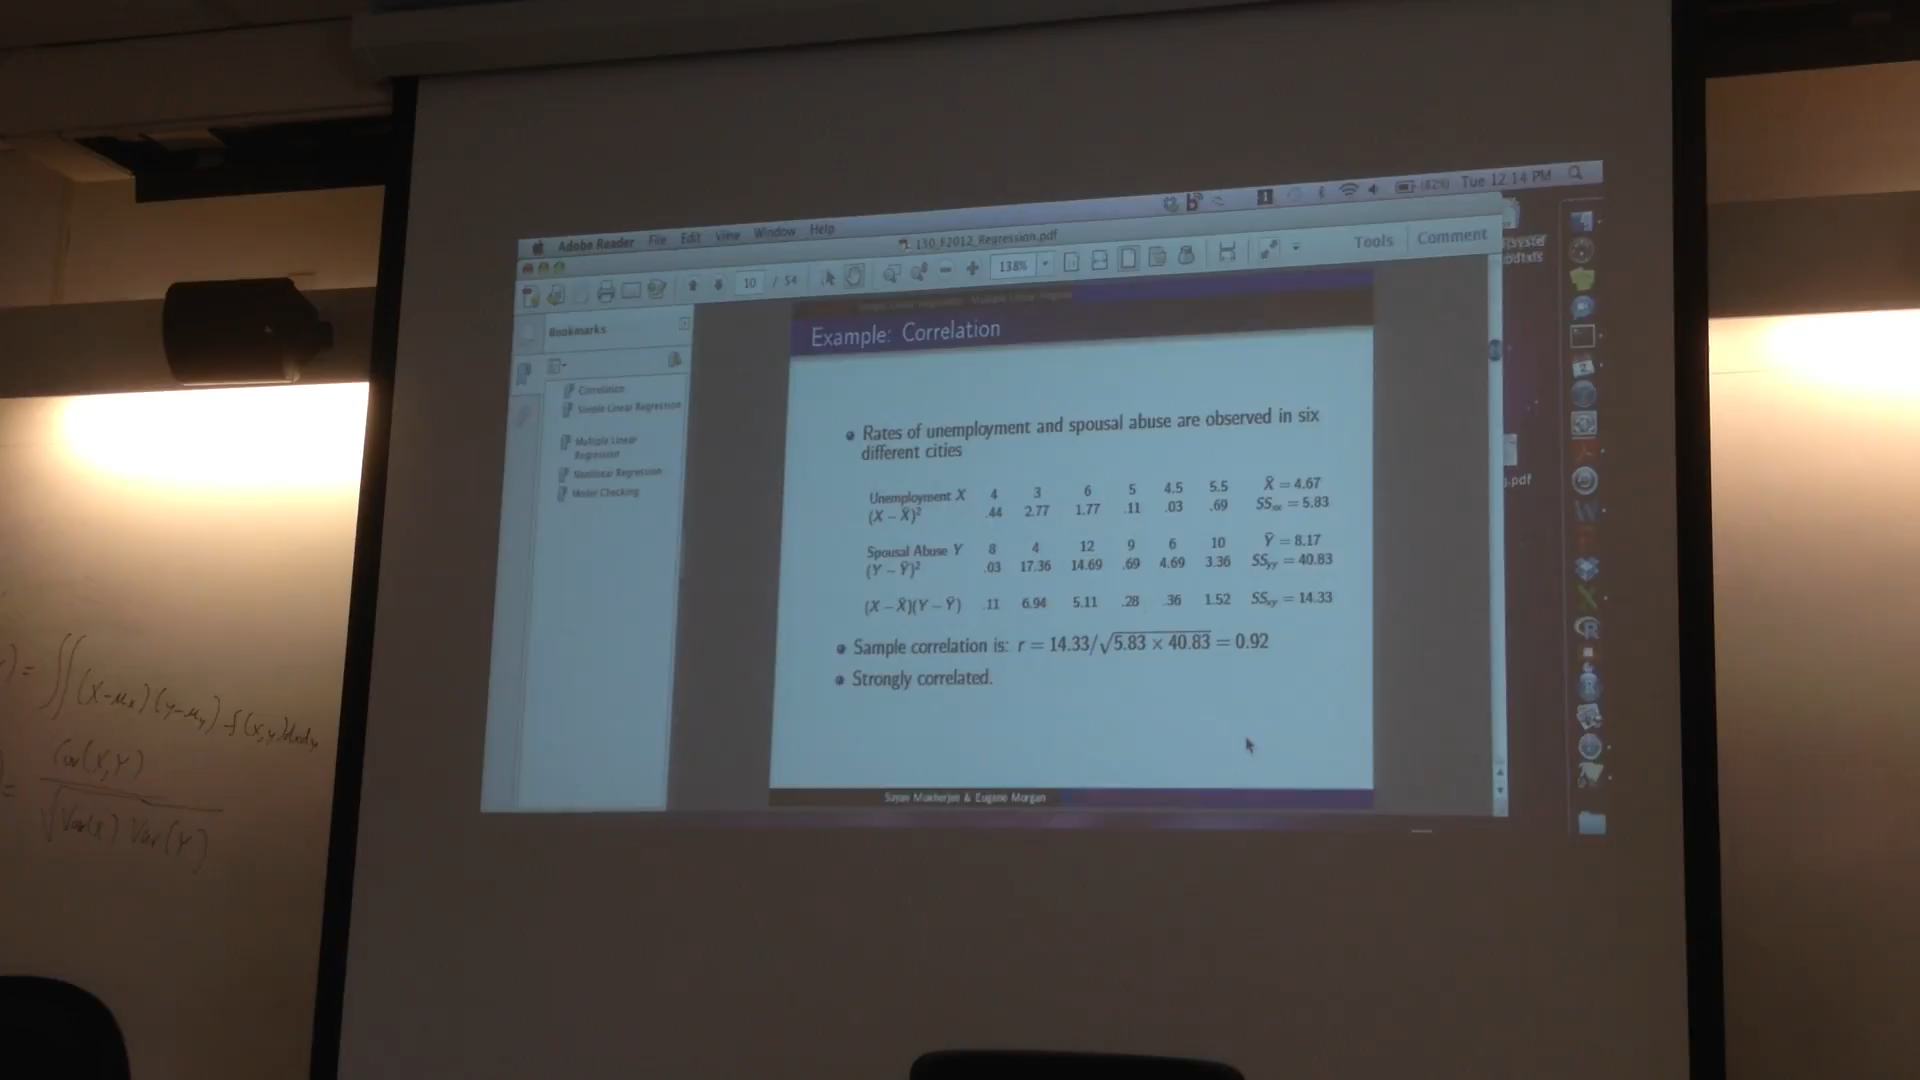 Tue 12:14 PM
Adobe Reader File Edit View Window Help
130_F2012_Regression.pdf
10 / 54
138%
Tools Comment
Bookmarks
Correlation
Simple Linear Regression
Multiple Linear
Regression
Nonlinear Regression
Model Checking
Example: Correlation
Rates of unemployment and spousal abuse are observed in six
different cities
Unemployment X 4 3 6 5 4.5 5.5 X̄ = 4.67
(X − X̄)² .44 2.77 1.77 .11 .03 .69 SSxx = 5.83
Spousal Abuse Y 8 4 12 9 6 10 Ȳ = 8.17
(Y − Ȳ)² .03 17.36 14.69 .69 4.69 3.36 SSyy = 40.83
(X − X̄)(Y − Ȳ) .11 6.94 5.11 .28 .36 1.52 SSxy = 14.33
Sample correlation is: r = 14.33/√5.83 × 40.83 = 0.92
Strongly correlated.
Sayan Mukherjee & Eugene Morgan
.pdf
) = ∬(x-μx)(y-μy) f(x,y)dxdy
= Cov(X,Y)
√Var(X) Var(Y)